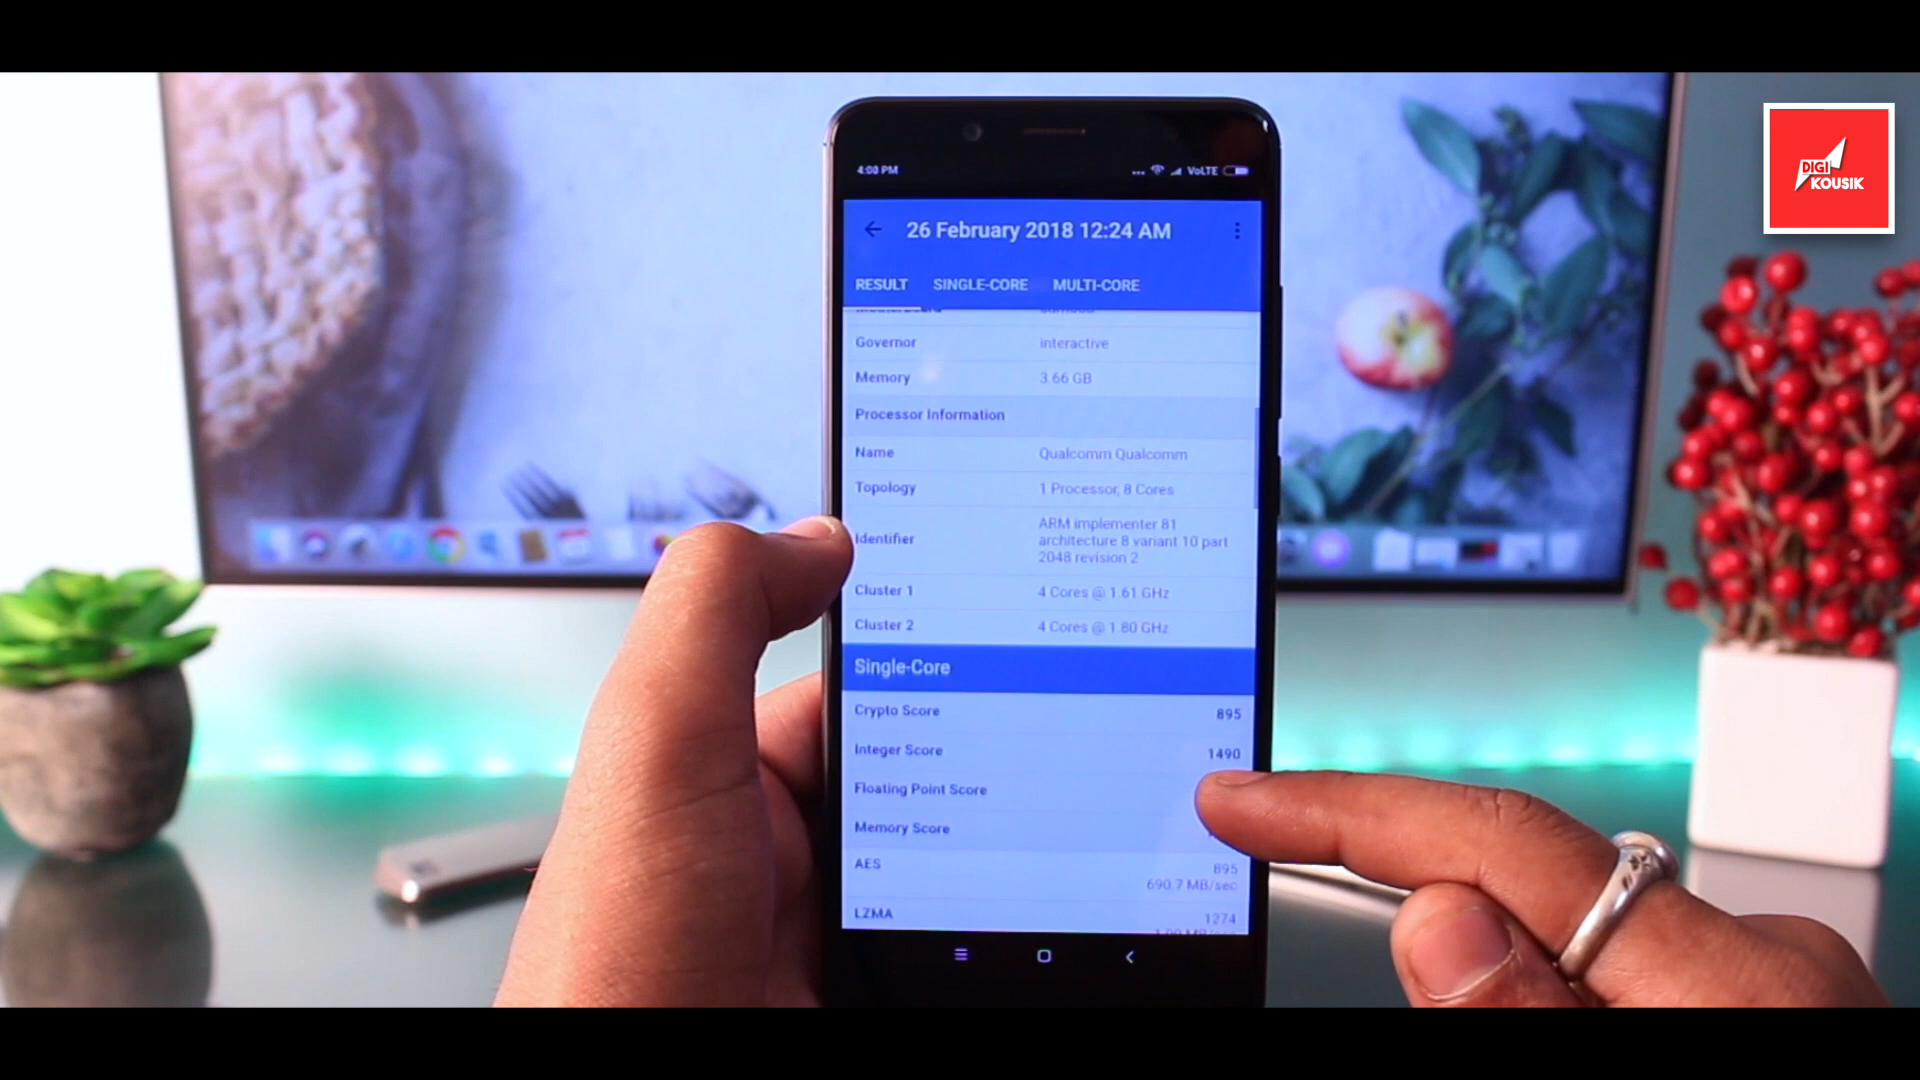 DIGI
KOUSIK
4:00 PM
VoLTE
26 February 2018 12:24 AM
RESULT SINGLE-CORE MULTI-CORE
Governor interactive
Memory 3.66 GB
Processor Information
Name Qualcomm Qualcomm
Topology 1 Processor, 8 Cores
Identifier ARM implementer 81
architecture 8 variant 10 part
2048 revision 2
Cluster 1 4 Cores @ 1.61 GHz
Cluster 2 4 Cores @ 1.80 GHz
Single-Core
Crypto Score 895
Integer Score 1490
Floating Point Score
Memory Score
AES 895
690.7 MB/sec
LZMA 1274